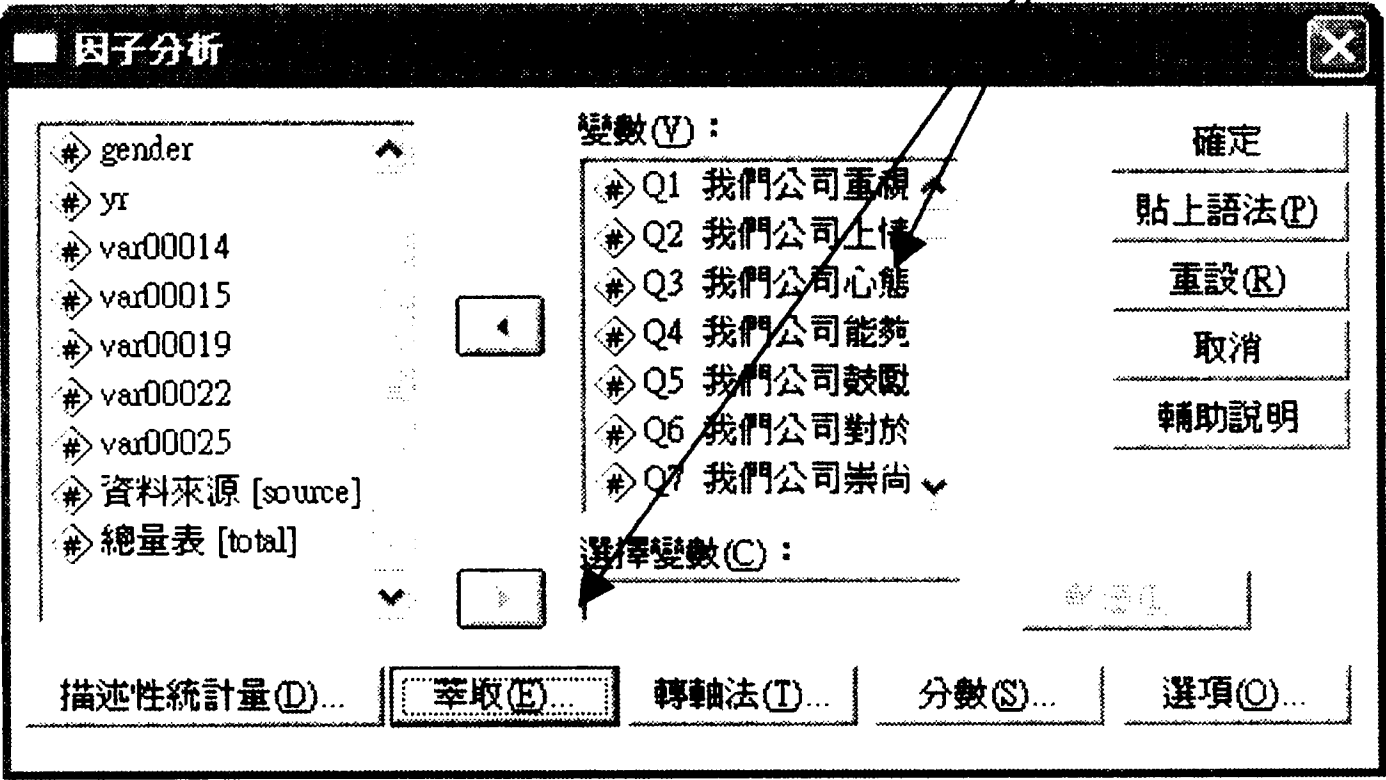 因子分析
gender
yr
var00014
var00015
var00019
var00022
var00025
資料來源 [source]
總量表 [total]
變數(V)：
Q1 我們公司重視
Q2 我們公司上情
Q3 我們公司心態
Q4 我們公司能夠
Q5 我們公司鼓勵
Q6 我們公司對於
Q7 我們公司崇尚
選擇變數(C)：
確定
貼上語法(P)
重設(R)
取消
輔助說明
描述性統計量(D)...
萃取(E)...
轉軸法(T)...
分數(S)...
選項(O)...